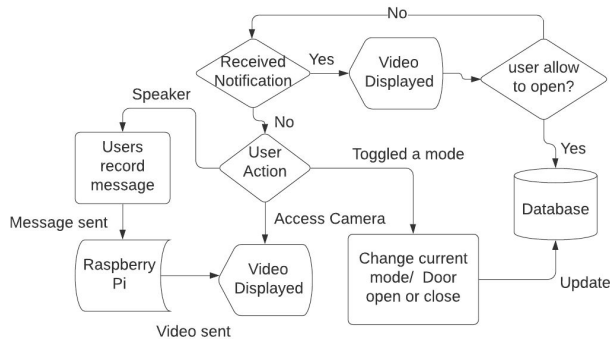 No
Received
Notification
Yes
Video
Displayed
user allow
to open?
Speaker
No
Yes
Users
record
message
User
Action
Toggled a mode
Database
Message sent
Access Camera
Raspberry
Pi
Video
Displayed
Change current
mode/  Door
open or close
Update
Video sent